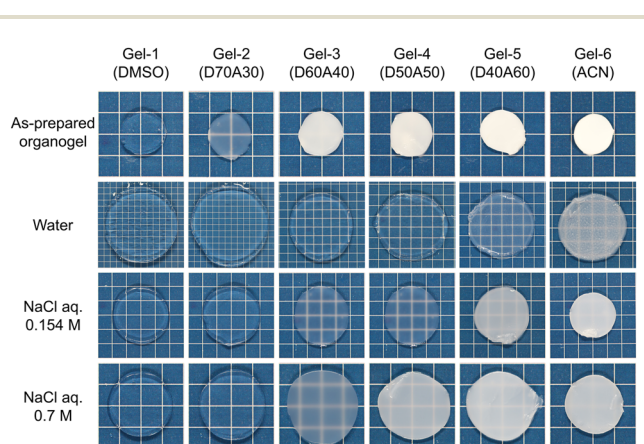 Gel-1 Gel-2 Gel-3 Gel-4 Gel-5 Gel-6
(DMSO) (D70A30) (D60A40) (D50A50) (D40A60) (ACN)
As-prepared
organogel
Water
NaCl aq.
0.154 M
NaCl aq.
0.7 M